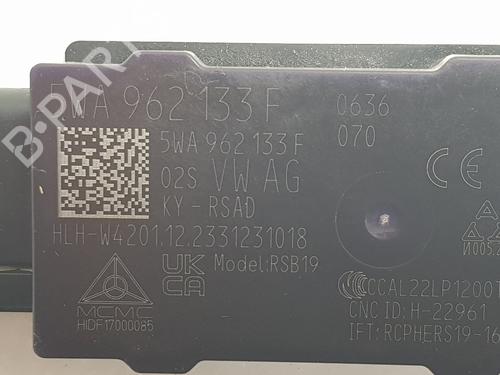 5WA 962 133 F
0636
070
5WA 962 133 F
02S VW AG
KY-RSAD
HLH-W4201.12.2331231018
UK
CA
Model:RSB19
MCMC
HIDF17000085
CE
CCAL22LP1200T
CNC ID: H-22961
IFT: RCPHERS19-16
B-PARTS